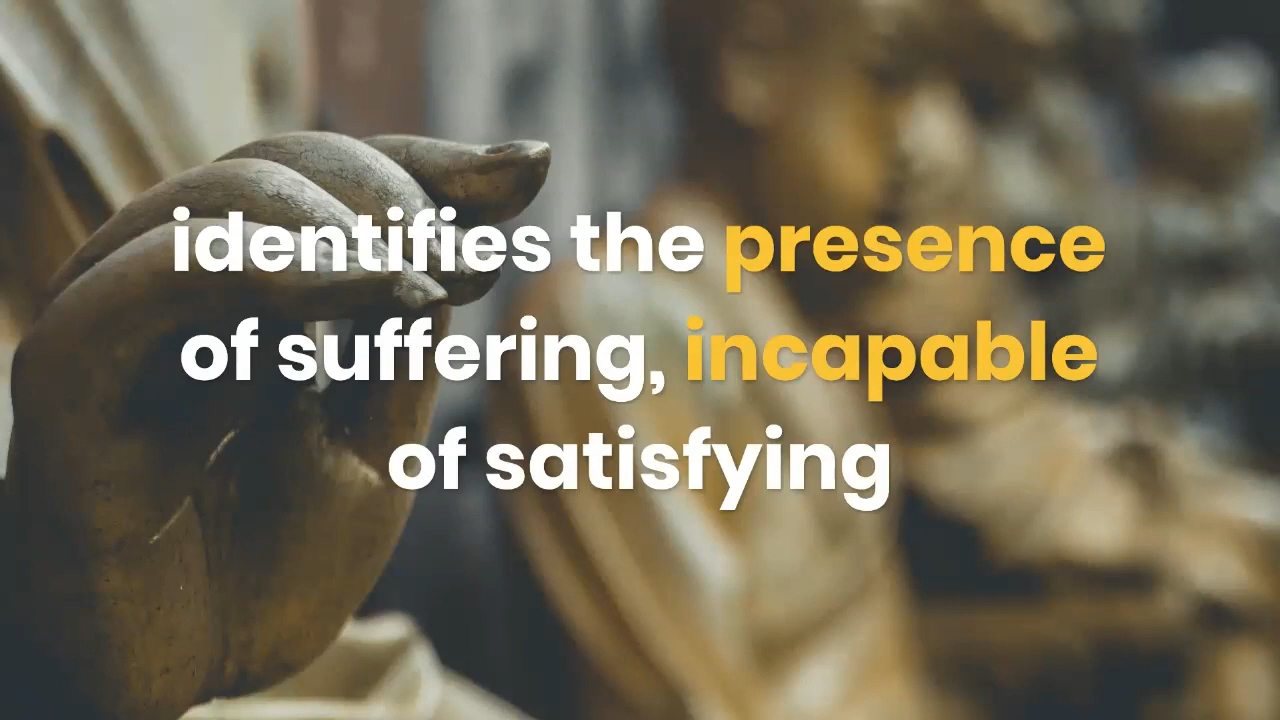 identifies the presence
of suffering, incapable
of satisfying